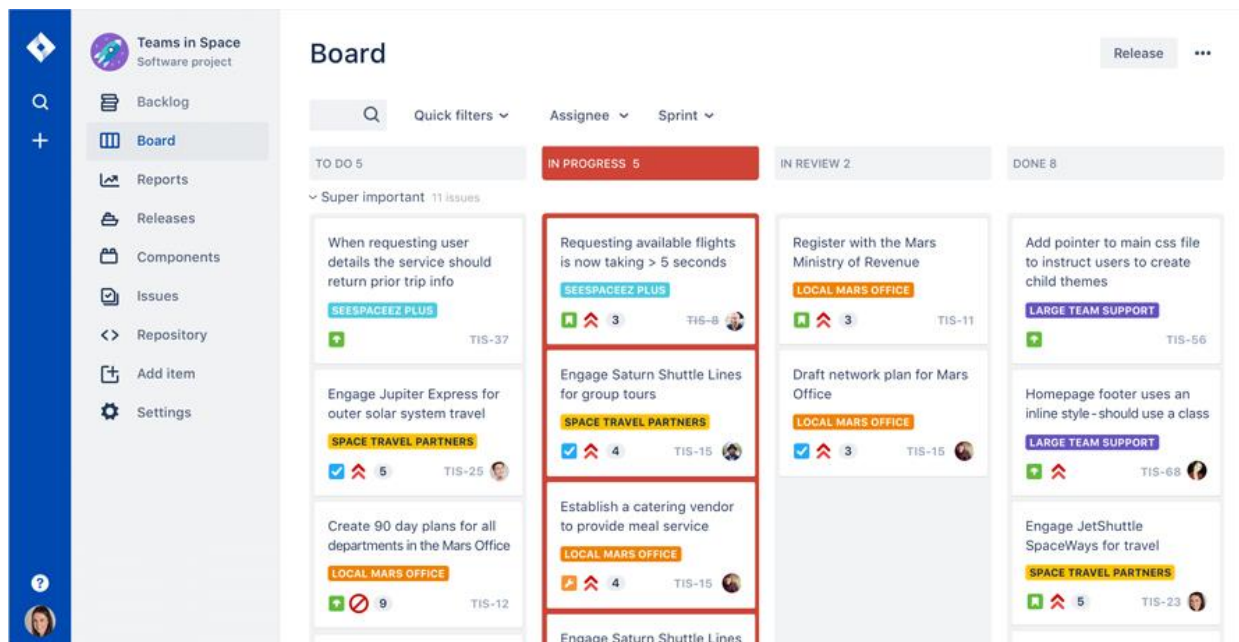 Teams in Space
Software project
Backlog
Board
Reports
Releases
Components
Issues
Repository
Add item
Settings
?
Board
Release
Quick filters
Assignee
Sprint
TO DO 5
IN PROGRESS 5
IN REVIEW 2
DONE 8
Super important 11 issues
When requesting user
details the service should
return prior trip info
SEESPACEEZ PLUS
TIS-37
Engage Jupiter Express for
outer solar system travel
SPACE TRAVEL PARTNERS
5 TIS-25
Create 90 day plans for all
departments in the Mars Office
LOCAL MARS OFFICE
9 TIS-12
Requesting available flights
is now taking > 5 seconds
SEESPACEEZ PLUS
3 TIS-8
Engage Saturn Shuttle Lines
for group tours
SPACE TRAVEL PARTNERS
4 TIS-15
Establish a catering vendor
to provide meal service
LOCAL MARS OFFICE
4 TIS-15
Engage Saturn Shuttle Lines
Register with the Mars
Ministry of Revenue
LOCAL MARS OFFICE
3 TIS-11
Draft network plan for Mars
Office
LOCAL MARS OFFICE
3 TIS-15
Add pointer to main css file
to instruct users to create
child themes
LARGE TEAM SUPPORT
TIS-56
Homepage footer uses an
inline style-should use a class
LARGE TEAM SUPPORT
TIS-68
Engage JetShuttle
SpaceWays for travel
SPACE TRAVEL PARTNERS
5 TIS-23